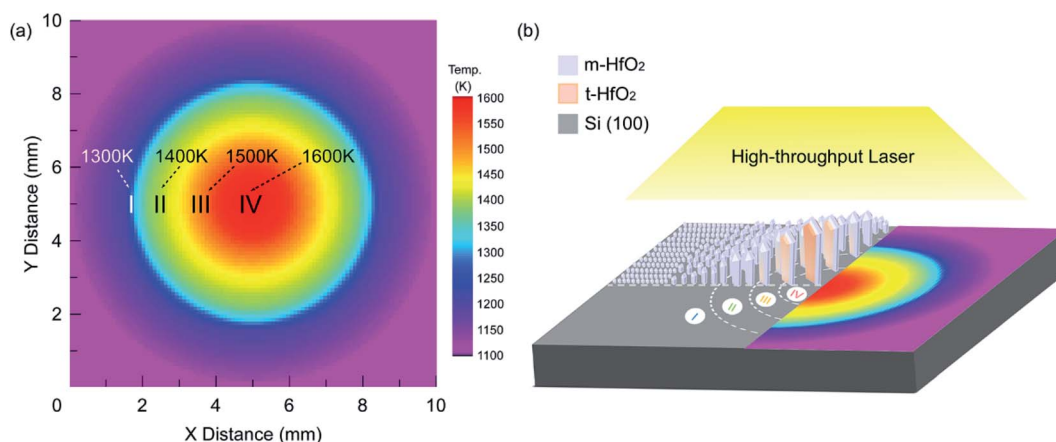 (a)
10
8
6
4
2
0
2
4
6
8
10
Y Distance (mm)
X Distance (mm)
1300K
1400K
1500K
1600K
I
II
III
IV
Temp.
(K)
1600
1550
1500
1450
1400
1350
1300
1250
1200
1150
1100
(b)
m-HfO₂
t-HfO₂
Si (100)
High-throughput Laser
I
II
III
IV